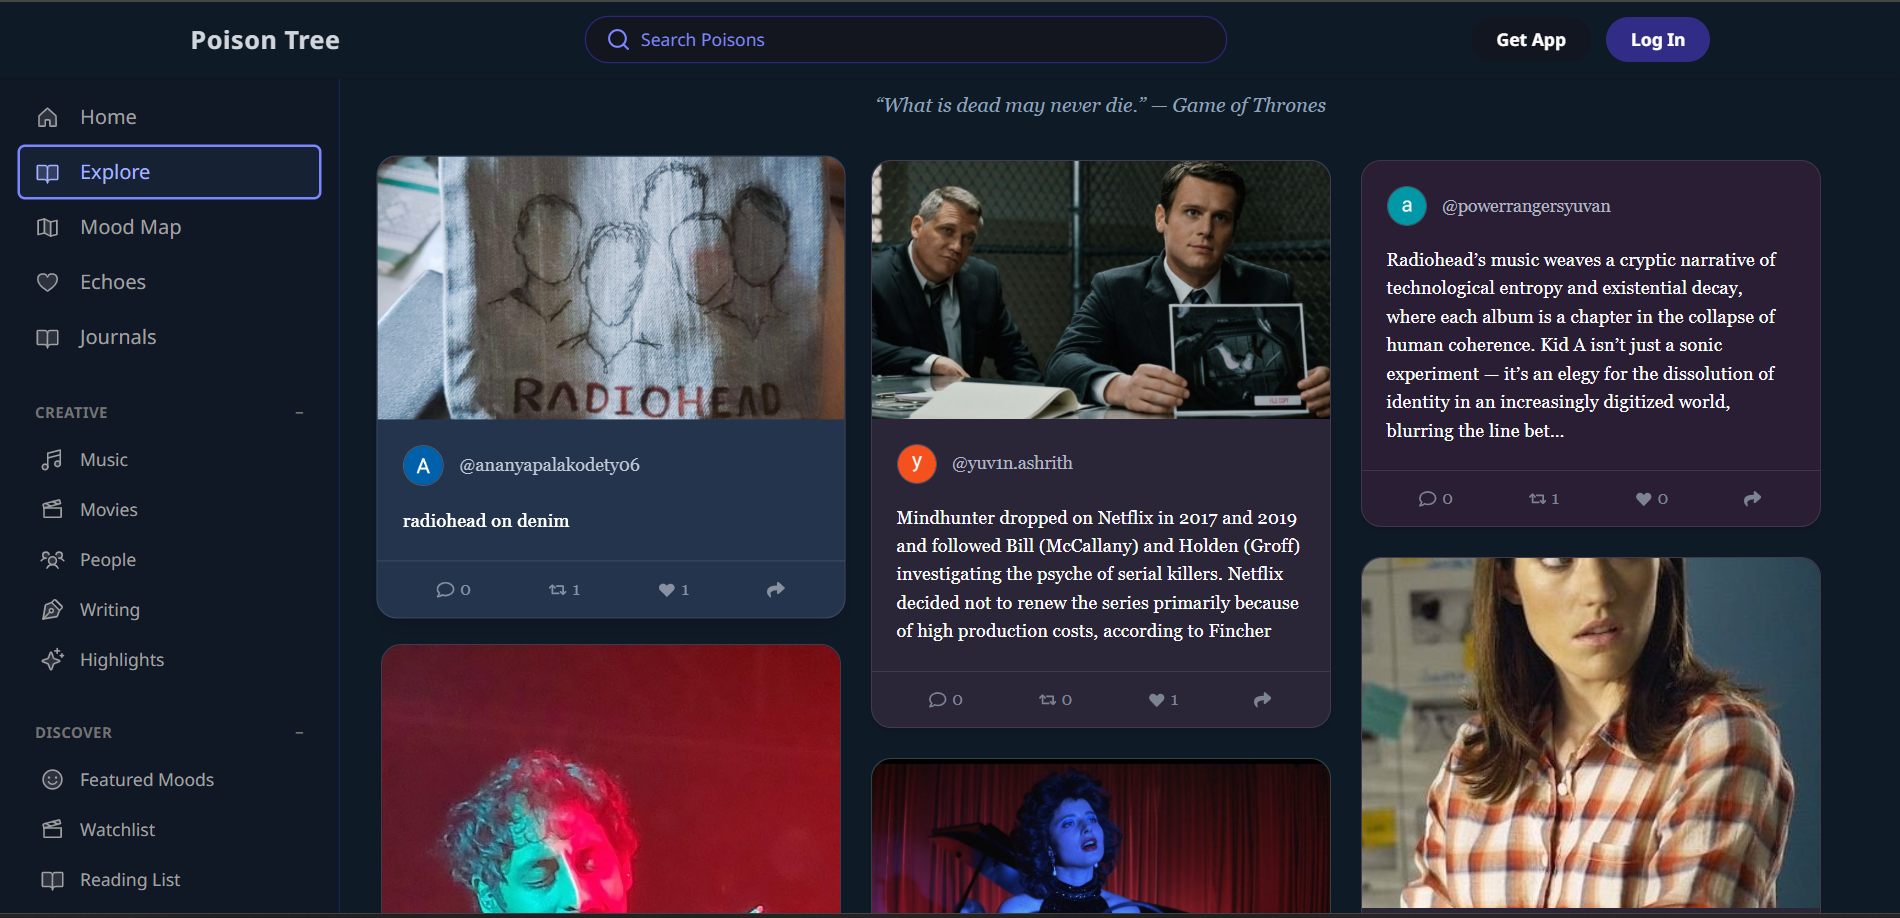 Poison Tree
Search Poisons
Get App
Log In
Home
Explore
Mood Map
Echoes
Journals
CREATIVE
Music
Movies
People
Writing
Highlights
DISCOVER
Featured Moods
Watchlist
Reading List
“What is dead may never die.” — Game of Thrones
RADIOHEAD
A
@ananyapalakodety06
radiohead on denim
0
1
1
y
@yuv1n.ashrith
Mindhunter dropped on Netflix in 2017 and 2019
and followed Bill (McCallany) and Holden (Groff)
investigating the psyche of serial killers. Netflix
decided not to renew the series primarily because
of high production costs, according to Fincher
0
0
1
a
@powerrangersyuvan
Radiohead’s music weaves a cryptic narrative of
technological entropy and existential decay,
where each album is a chapter in the collapse of
human coherence. Kid A isn’t just a sonic
experiment — it’s an elegy for the dissolution of
identity in an increasingly digitized world,
blurring the line bet...
0
1
0